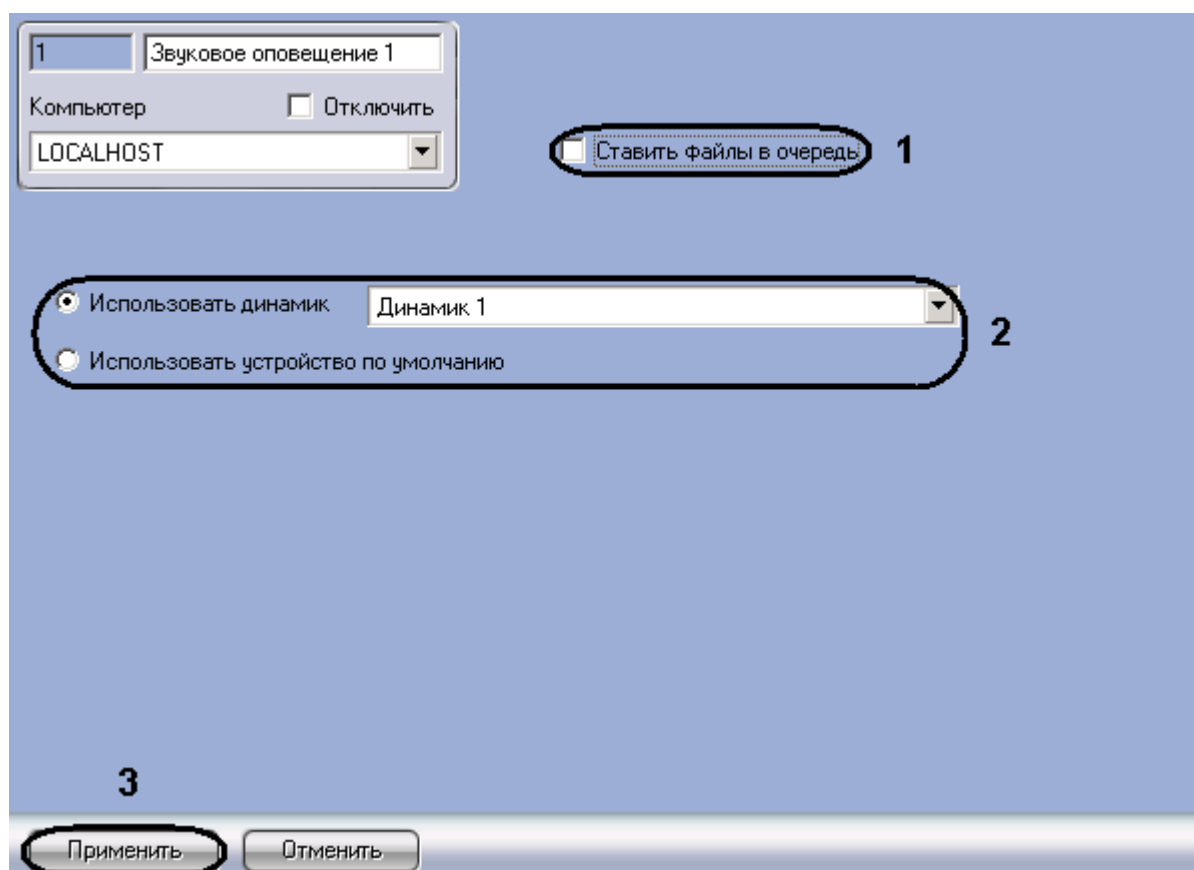 1 Звуковое оповещение 1
Компьютер Отключить
LOCALHOST
Ставить файлы в очередь 1
Использовать динамик Динамик 1
2
Использовать устройство по умолчанию
3
Применить Отменить